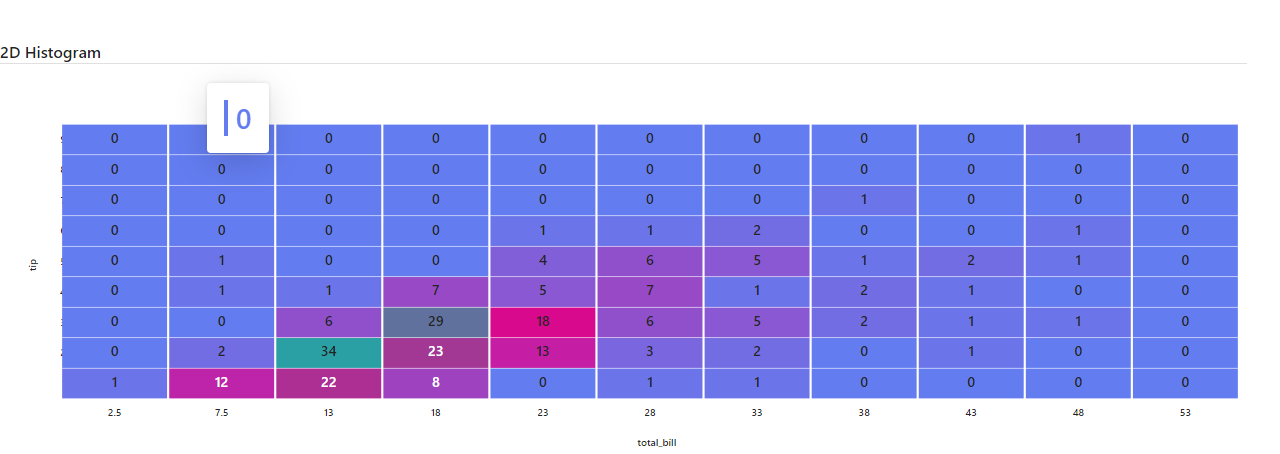 2D Histogram
0
0 0 0 0 0 0 0 0 1 0
0 0 0 0 0 0 0 0 0 0 0
0 0 0 0 0 0 0 1 0 0 0
0 0 0 0 1 1 2 0 0 1 0
0 1 0 0 4 6 5 1 2 1 0
0 1 1 7 5 7 1 2 1 0 0
0 0 6 29 18 6 5 2 1 1 0
0 2 34 23 13 3 2 0 1 0 0
1 12 22 8 0 1 1 0 0 0 0
tip
2.5 7.5 13 18 23 28 33 38 43 48 53
total_bill